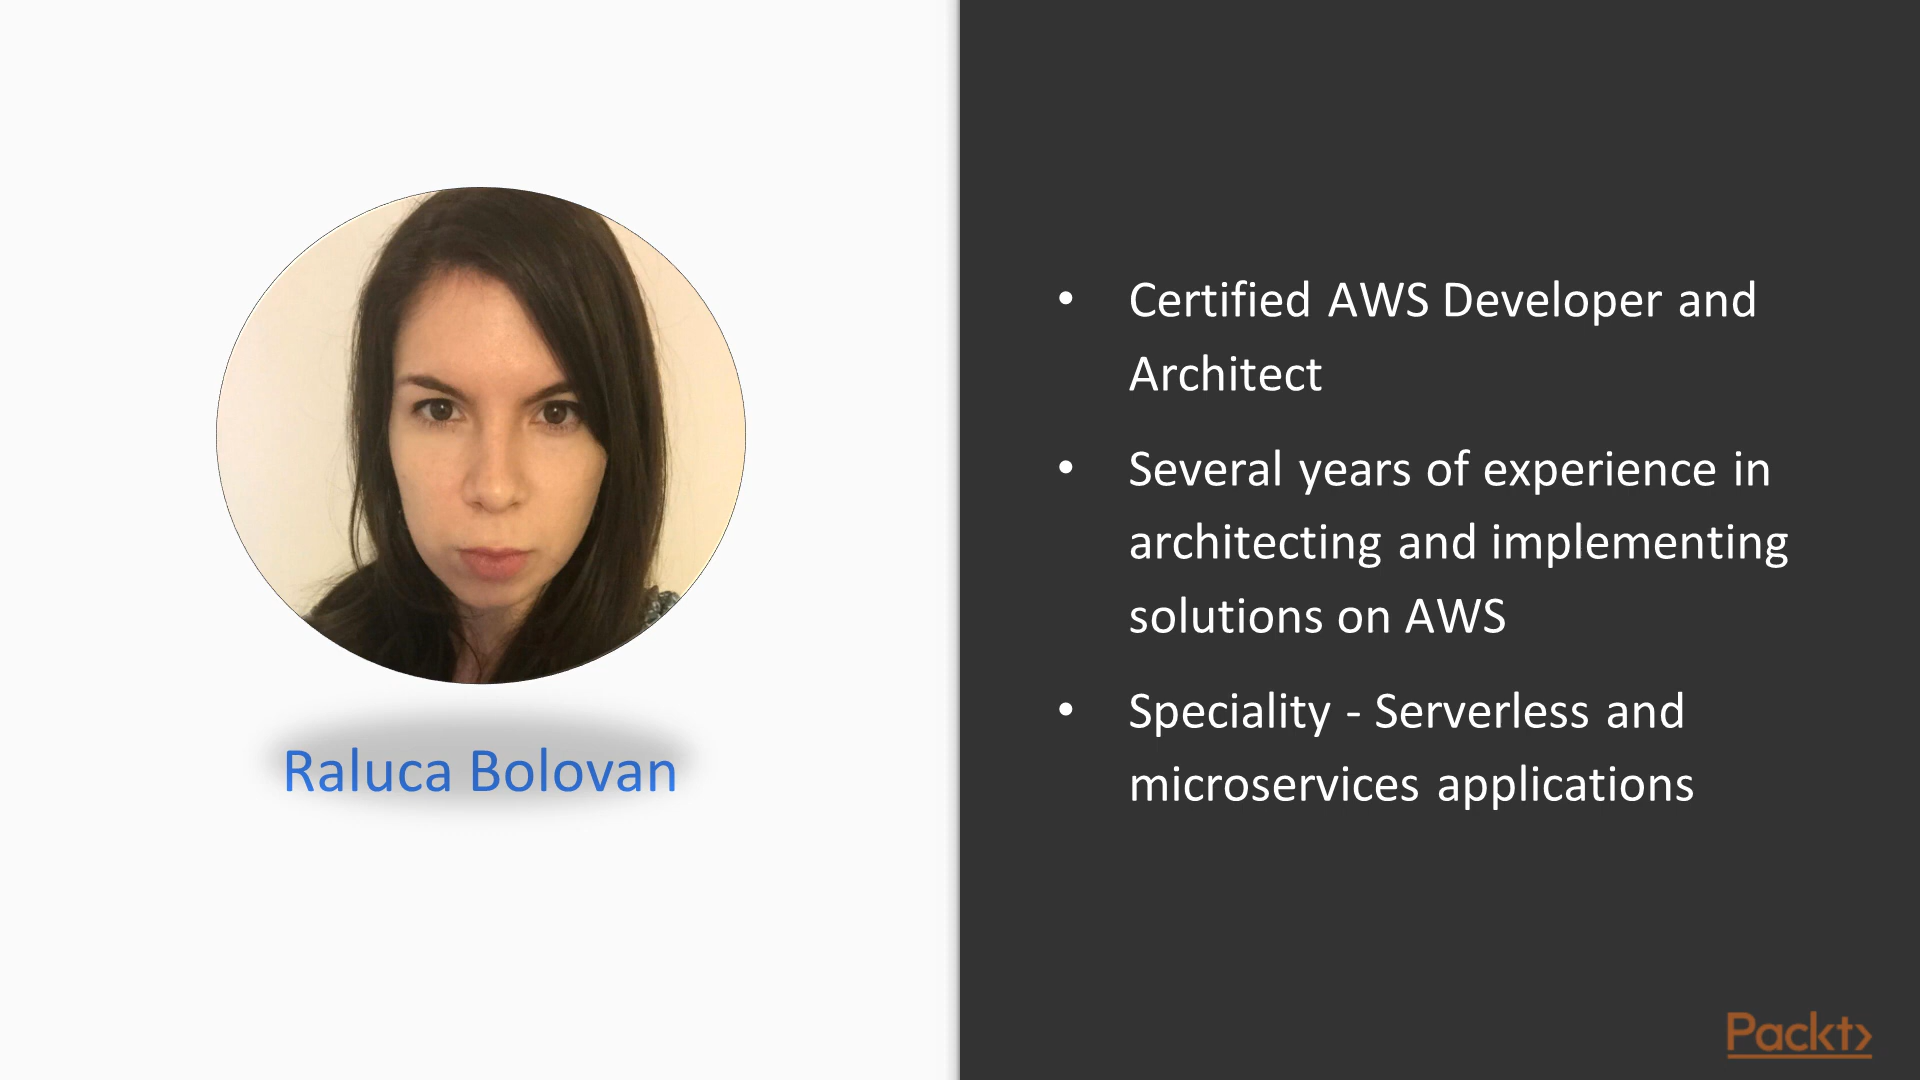 Raluca Bolovan
• Certified AWS Developer and
Architect
• Several years of experience in
architecting and implementing
solutions on AWS
• Speciality - Serverless and
microservices applications
Packt>